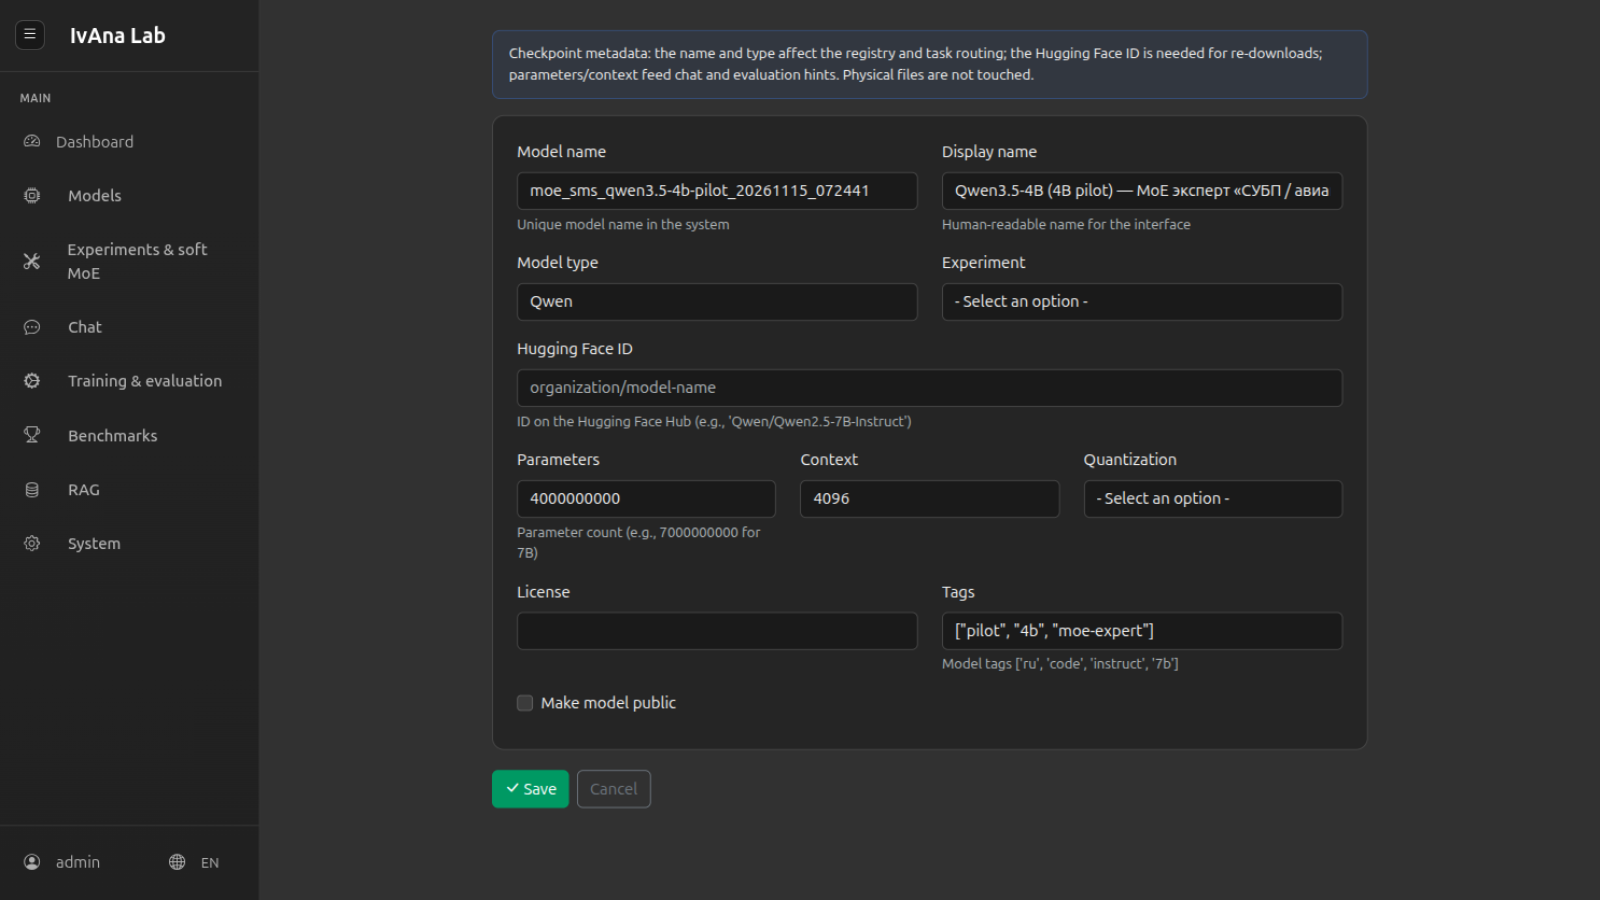 IvAna Lab
MAIN
Dashboard
Models
Experiments & soft
MoE
Chat
Training & evaluation
Benchmarks
RAG
System
admin
EN
Checkpoint metadata: the name and type affect the registry and task routing; the Hugging Face ID is needed for re-downloads;
parameters/context feed chat and evaluation hints. Physical files are not touched.
Model name
Display name
moe_sms_qwen3.5-4b-pilot_20261115_072441
Qwen3.5-4B (4B pilot) — MoE эксперт «СУБП / авиа
Unique model name in the system
Human-readable name for the interface
Model type
Experiment
Qwen
- Select an option -
Hugging Face ID
organization/model-name
ID on the Hugging Face Hub (e.g., 'Qwen/Qwen2.5-7B-Instruct')
Parameters
Context
Quantization
4000000000
4096
- Select an option -
Parameter count (e.g., 7000000000 for
7B)
License
Tags
["pilot", "4b", "moe-expert"]
Model tags ['ru', 'code', 'instruct', '7b']
Make model public
Save
Cancel